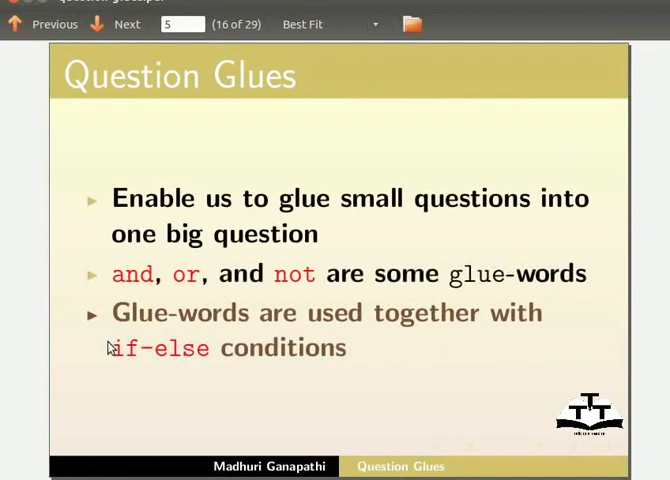 Previous Next 5 (16 of 29) Best Fit
Question Glues
Enable us to glue small questions into
one big question
and, or, and not are some glue-words
Glue-words are used together with
if-else conditions
TTT
Madhuri Ganapathi Question Glues